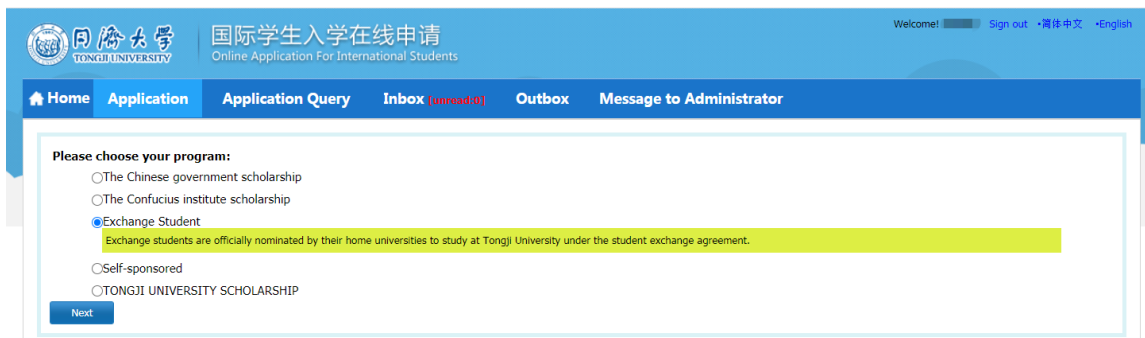 同濟大學
TONGJI UNIVERSITY
国际学生入学在线申请
Online Application For International Students
Welcome! Sign out •简体中文 •English
Home Application Application Query Inbox [unread:0] Outbox Message to Administrator
Please choose your program:
The Chinese government scholarship
The Confucius institute scholarship
Exchange Student
Exchange students are officially nominated by their home universities to study at Tongji University under the student exchange agreement.
Self-sponsored
TONGJI UNIVERSITY SCHOLARSHIP
Next